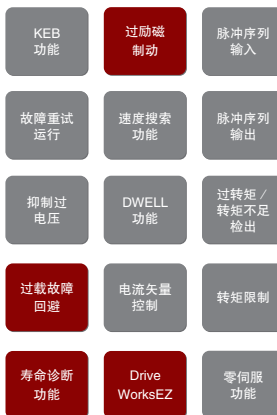 KEB
功能
过励磁
制动
脉冲序列
输入
故障重试
运行
速度搜索
功能
脉冲序列
输出
抑制过
电压
DWELL
功能
过转矩／
转矩不足
检出
过载故障
回避
电流矢量
控制
转矩限制
寿命诊断
功能
Drive
WorksEZ
零伺服
功能